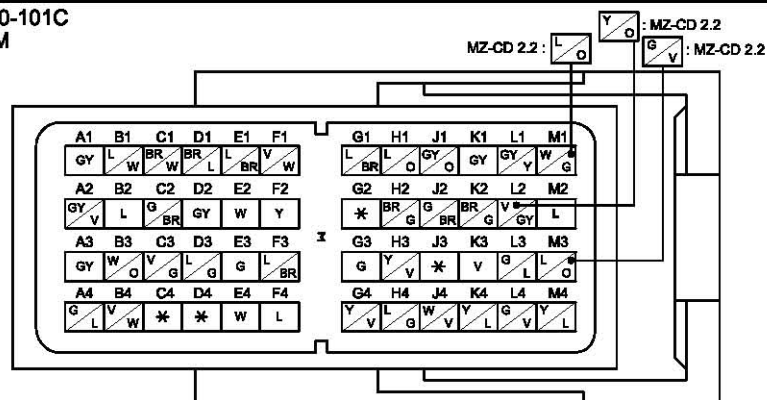 0-101C
M
MZ-CD 2.2 : L/O
Y/O : MZ-CD 2.2
G/V : MZ-CD 2.2
A1 B1 C1 D1 E1 F1 G1 H1 J1 K1 L1 M1
GY L/W BR/W BR/L L/BR V/W L/BR L/O GY/O GY GY/Y W/G
A2 B2 C2 D2 E2 F2 G2 H2 J2 K2 L2 M2
GY/V L G/BR GY W Y * BR/G G/BR BR/G V/GY L
A3 B3 C3 D3 E3 F3 G3 H3 J3 K3 L3 M3
GY W/O V/G L/G G L/BR G Y/V * V G/L L/O
A4 B4 C4 D4 E4 F4 G4 H4 J4 K4 L4 M4
G/L V/W * * W L Y/V L/G W/V Y/L G/V Y/L